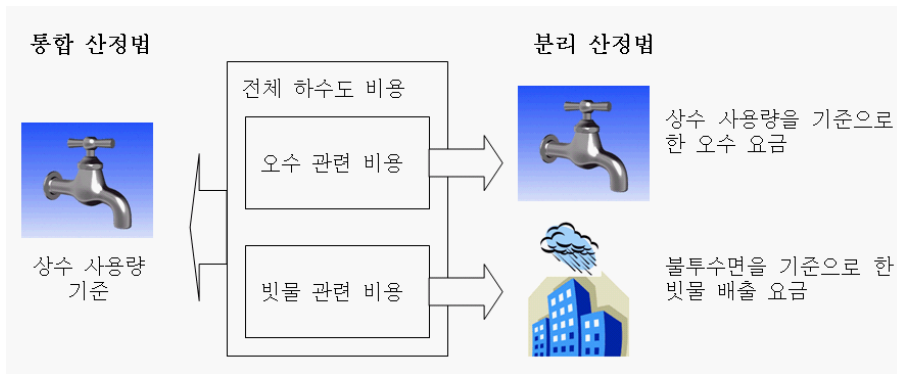 통합 산정법
상수 사용량
기준
전체 하수도 비용
오수 관련 비용
빗물 관련 비용
분리 산정법
상수 사용량을 기준으로
한 오수 요금
불투수면을 기준으로 한
빗물 배출 요금